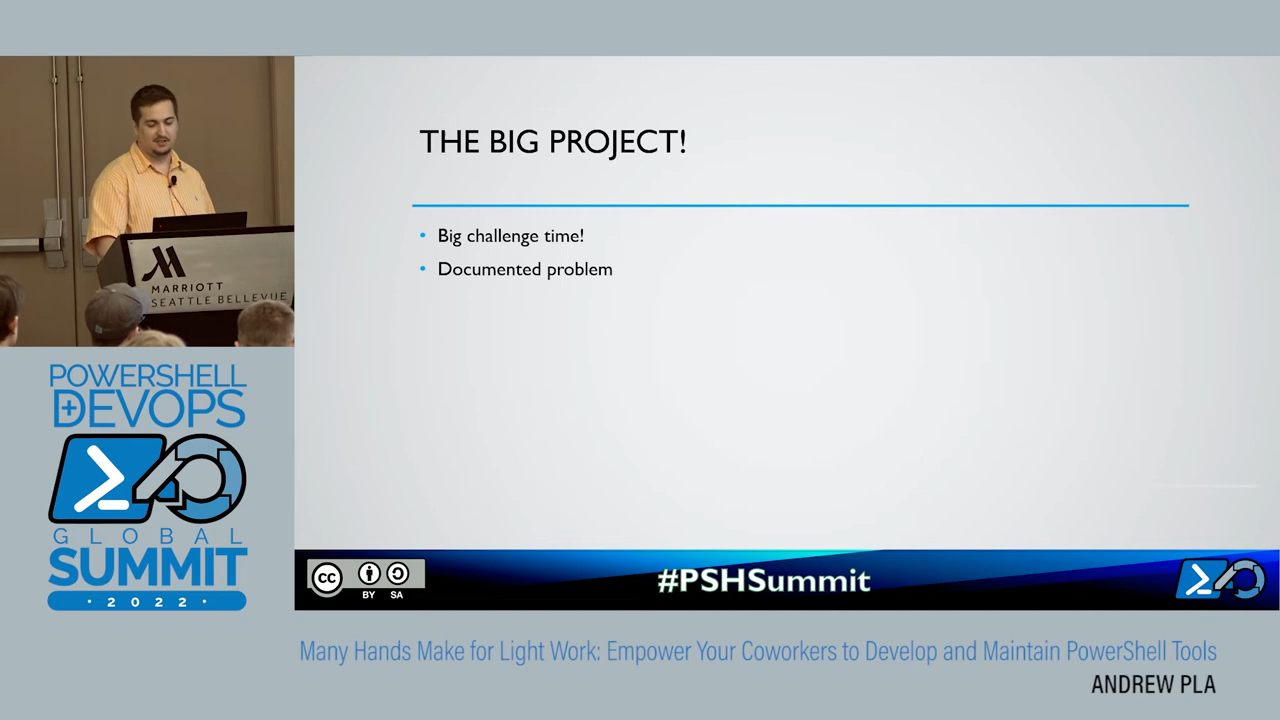 THE BIG PROJECT!
• Big challenge time!
• Documented problem
MARRIOTT
SEATTLE BELLEVUE
POWERSHELL
+DEVOPS
GLOBAL
SUMMIT
· 2022 ·
CC
BY SA
#PSHSummit
Many Hands Make for Light Work: Empower Your Coworkers to Develop and Maintain PowerShell Tools
ANDREW PLA